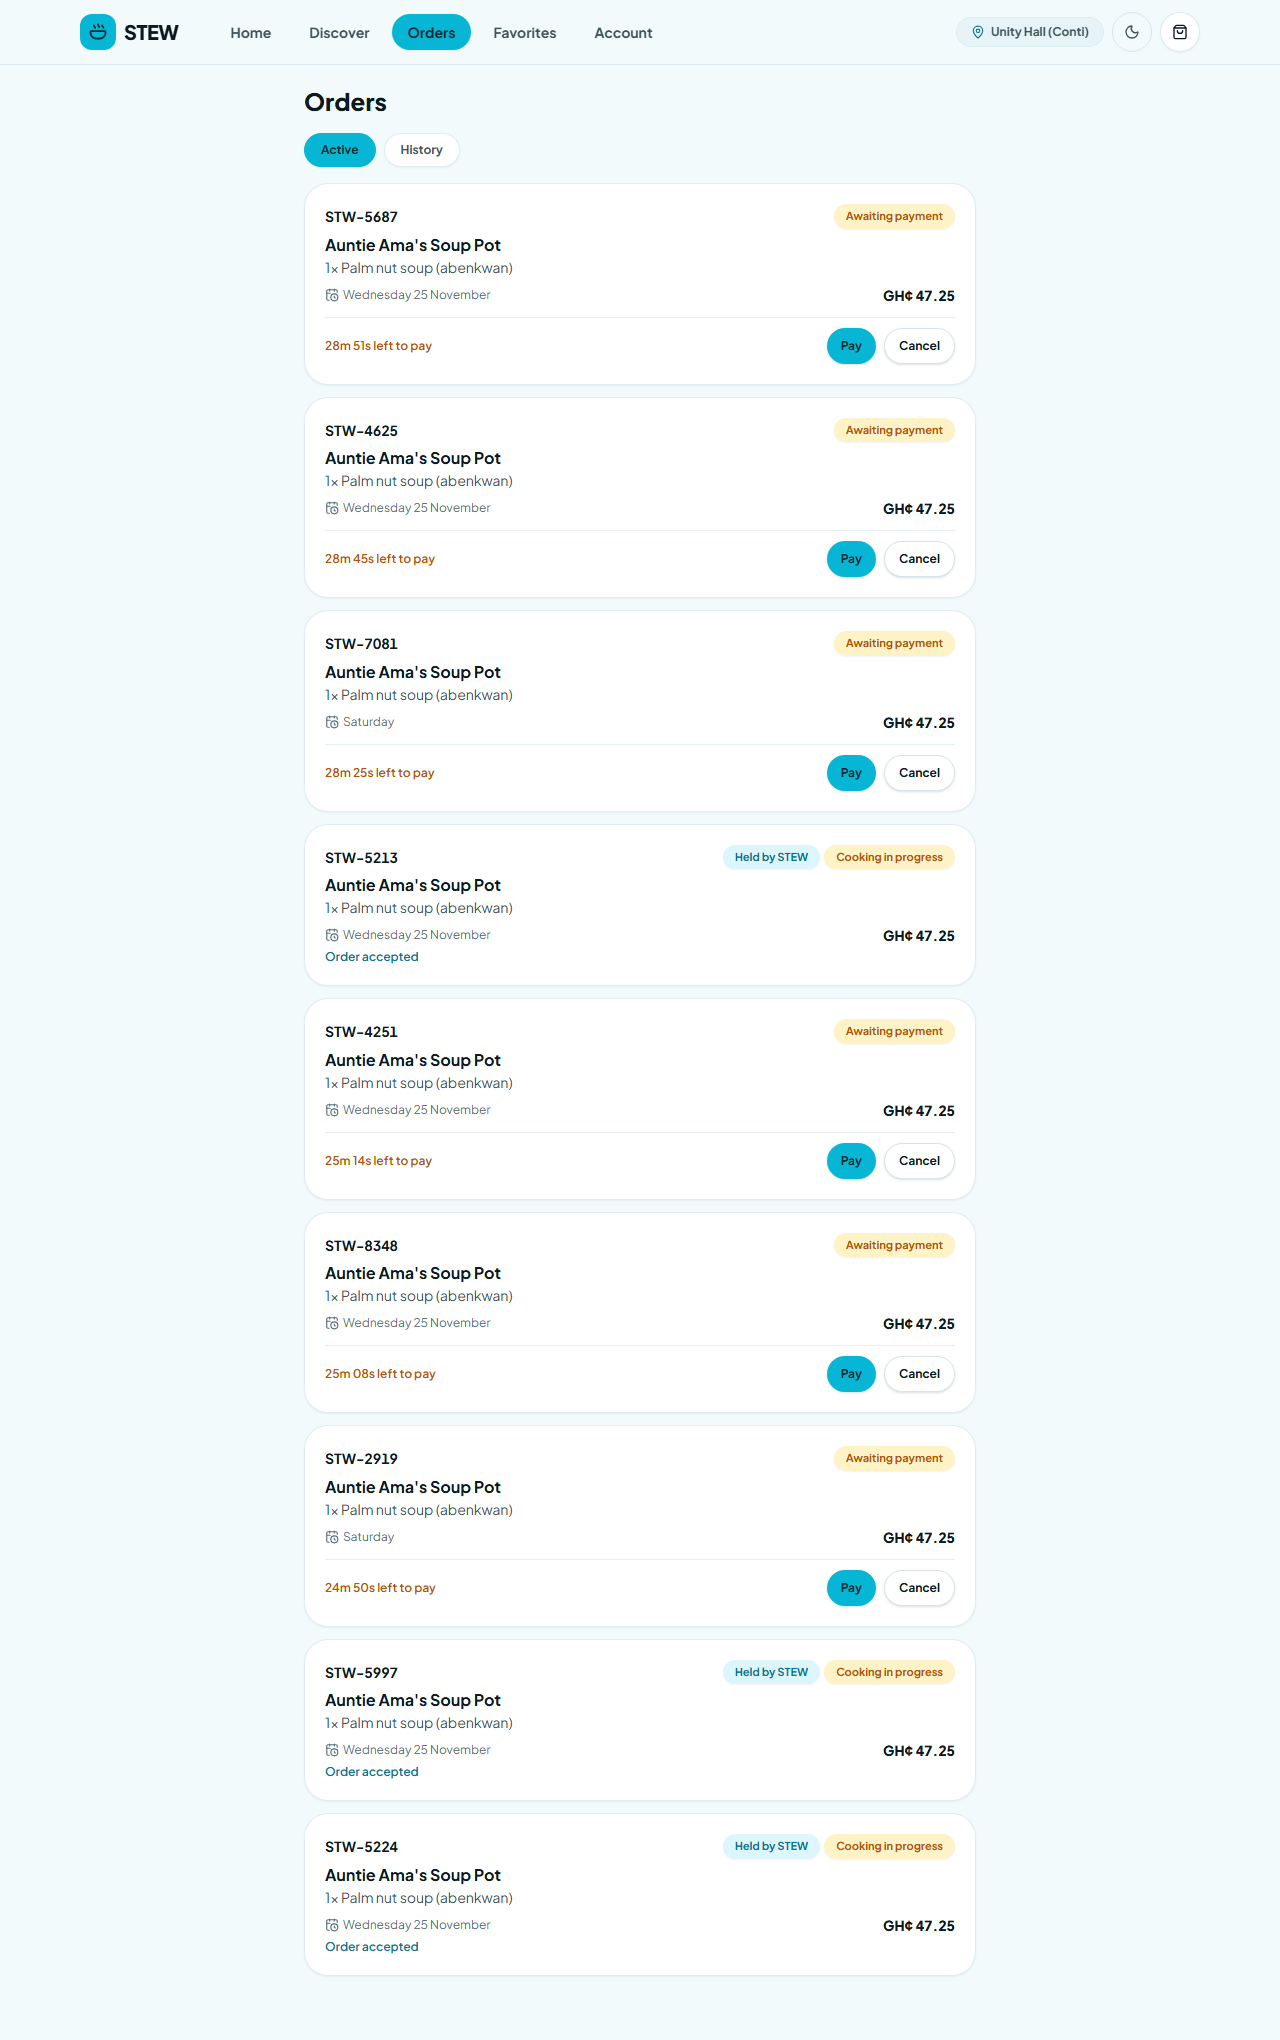 STEW
Home
Discover
Orders
Favorites
Account
Unity Hall (Conti)
Orders
Active
History
STW-5687
Awaiting payment
Auntie Ama's Soup Pot
1× Palm nut soup (abenkwan)
Wednesday 25 November
GH¢ 47.25
28m 51s left to pay
Pay
Cancel
STW-4625
Awaiting payment
Auntie Ama's Soup Pot
1× Palm nut soup (abenkwan)
Wednesday 25 November
GH¢ 47.25
28m 45s left to pay
Pay
Cancel
STW-7081
Awaiting payment
Auntie Ama's Soup Pot
1× Palm nut soup (abenkwan)
Saturday
GH¢ 47.25
28m 25s left to pay
Pay
Cancel
STW-5213
Held by STEW
Cooking in progress
Auntie Ama's Soup Pot
1× Palm nut soup (abenkwan)
Wednesday 25 November
GH¢ 47.25
Order accepted
STW-4251
Awaiting payment
Auntie Ama's Soup Pot
1× Palm nut soup (abenkwan)
Wednesday 25 November
GH¢ 47.25
25m 14s left to pay
Pay
Cancel
STW-8348
Awaiting payment
Auntie Ama's Soup Pot
1× Palm nut soup (abenkwan)
Wednesday 25 November
GH¢ 47.25
25m 08s left to pay
Pay
Cancel
STW-2919
Awaiting payment
Auntie Ama's Soup Pot
1× Palm nut soup (abenkwan)
Saturday
GH¢ 47.25
24m 50s left to pay
Pay
Cancel
STW-5997
Held by STEW
Cooking in progress
Auntie Ama's Soup Pot
1× Palm nut soup (abenkwan)
Wednesday 25 November
GH¢ 47.25
Order accepted
STW-5224
Held by STEW
Cooking in progress
Auntie Ama's Soup Pot
1× Palm nut soup (abenkwan)
Wednesday 25 November
GH¢ 47.25
Order accepted